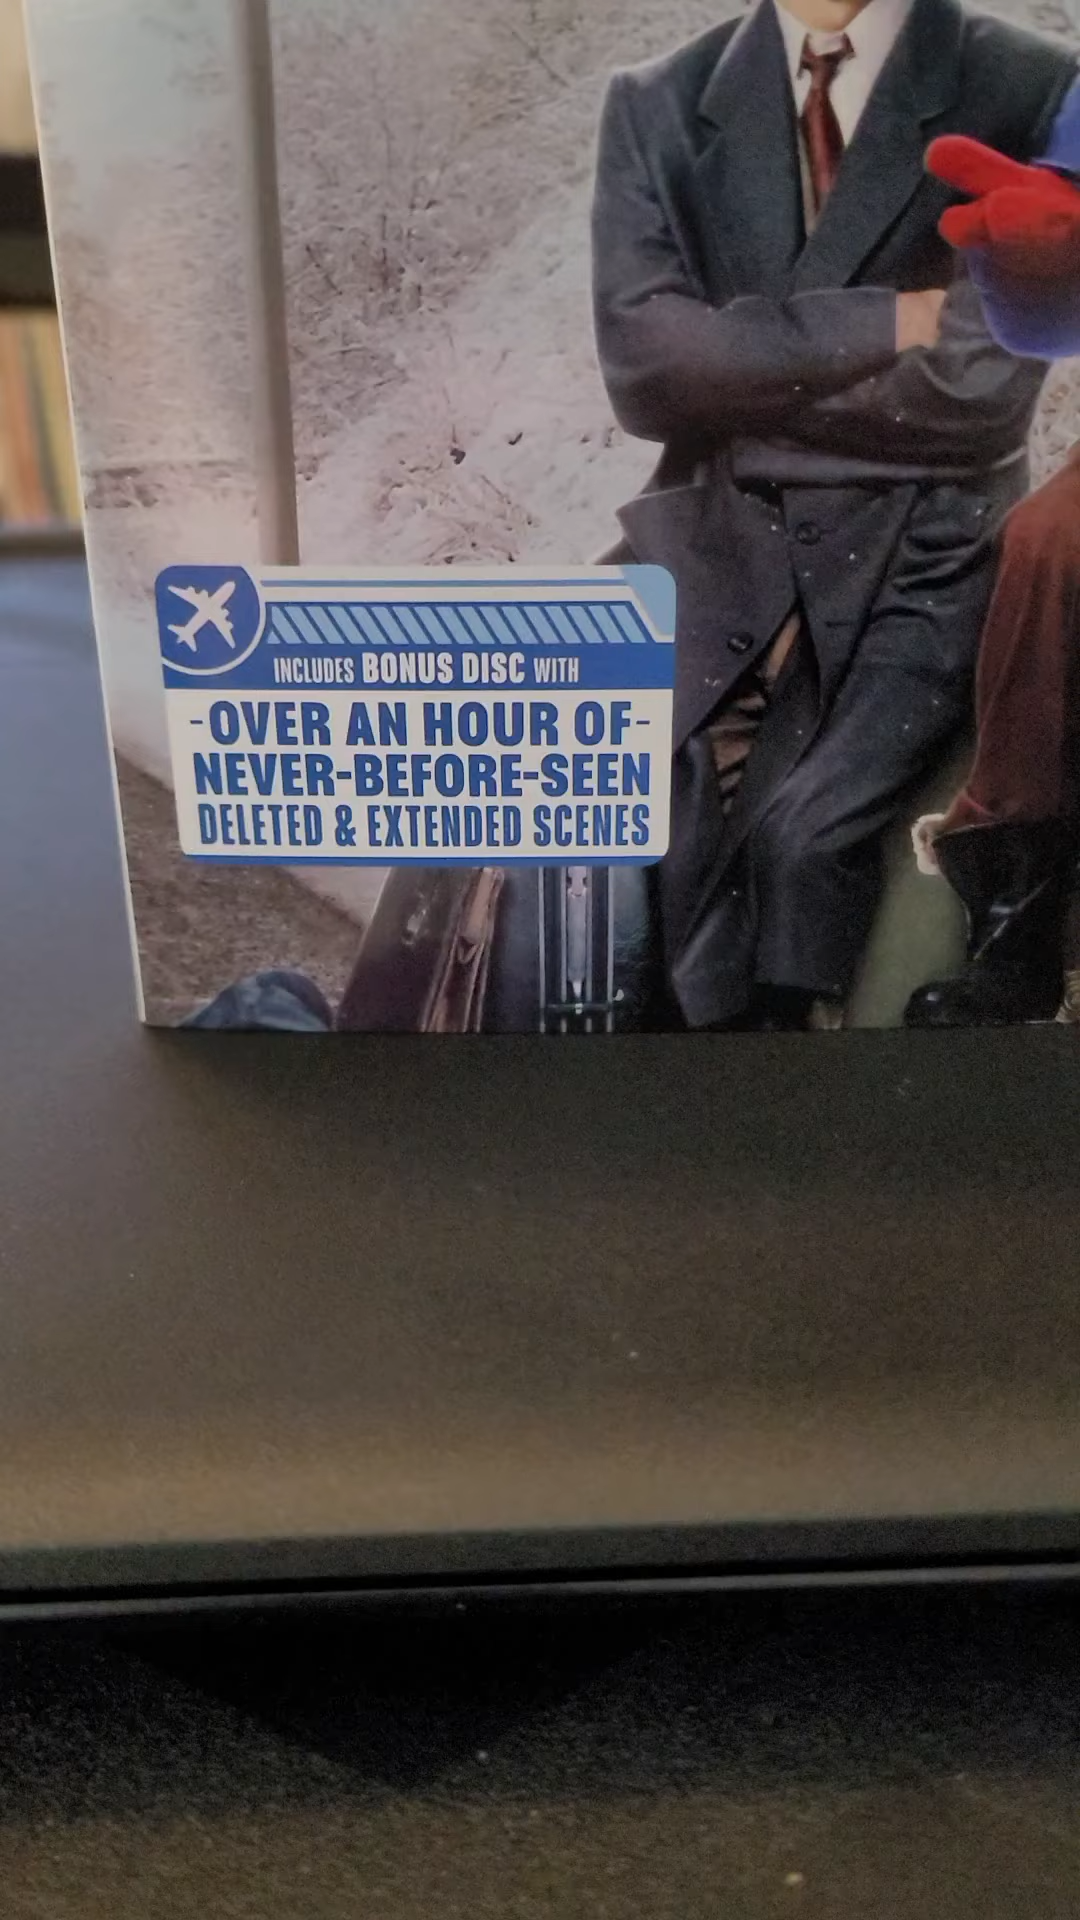 INCLUDES BONUS DISC WITH
-OVER AN HOUR OF-
NEVER-BEFORE-SEEN
DELETED & EXTENDED SCENES